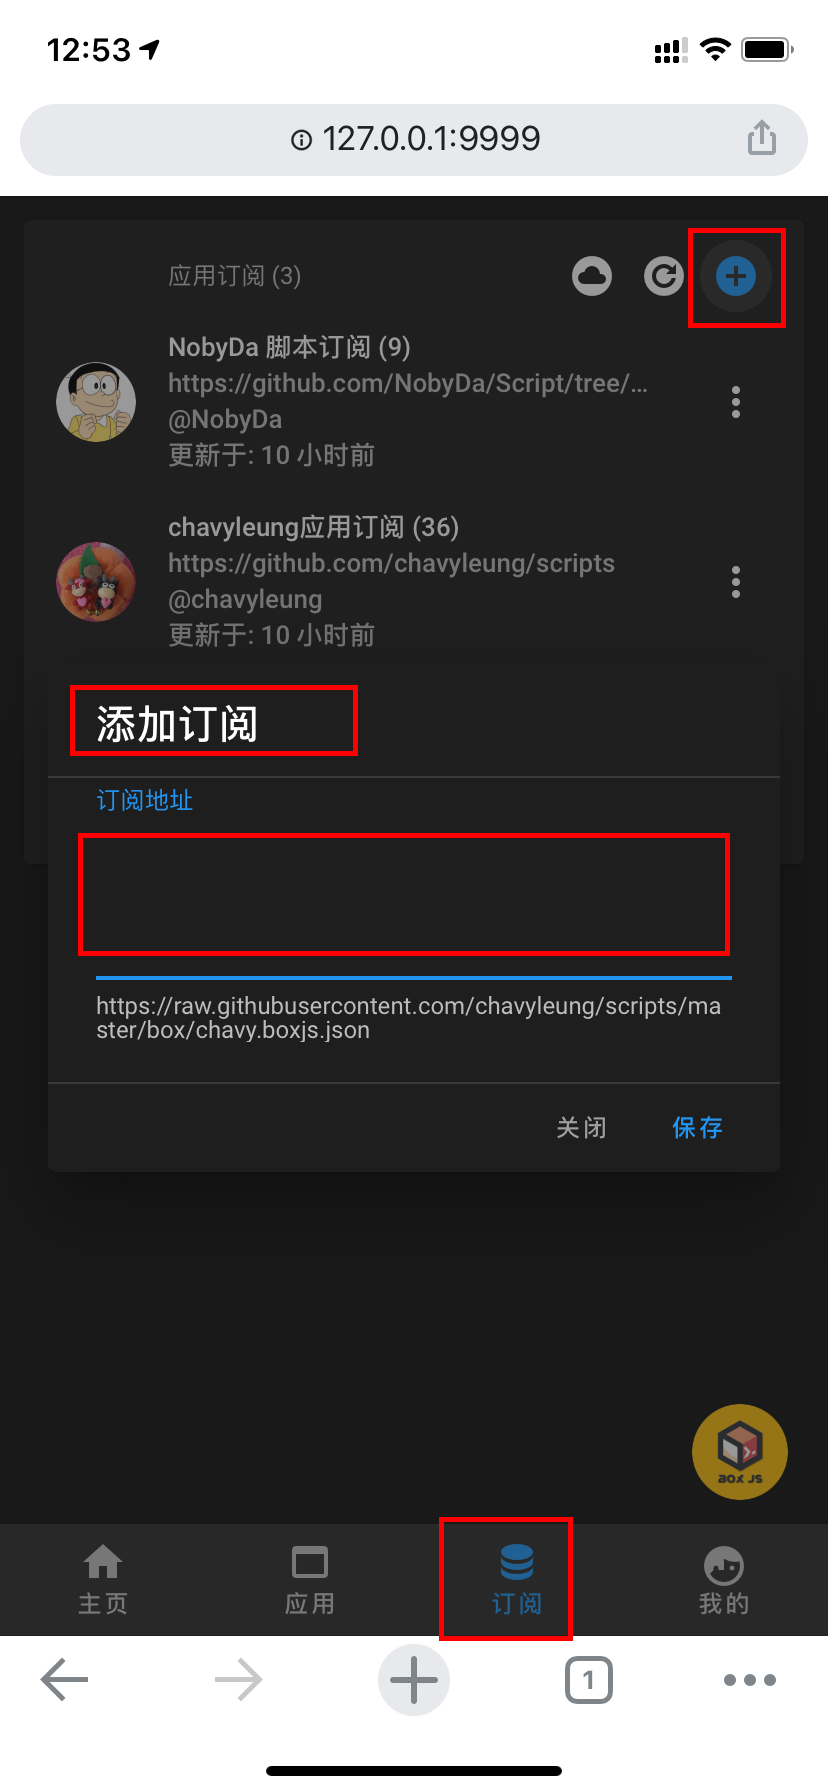 12:53
127.0.0.1:9999
应用订阅 (3)
NobyDa 脚本订阅 (9)
https://github.com/NobyDa/Script/tree/...
@NobyDa
更新于: 10 小时前
chavyleung应用订阅 (36)
https://github.com/chavyleung/scripts
@chavyleung
更新于: 10 小时前
添加订阅
订阅地址
https://raw.githubusercontent.com/chavyleung/scripts/ma
ster/box/chavy.boxjs.json
关闭 保存
BOX JS
主页 应用 订阅 我的
1